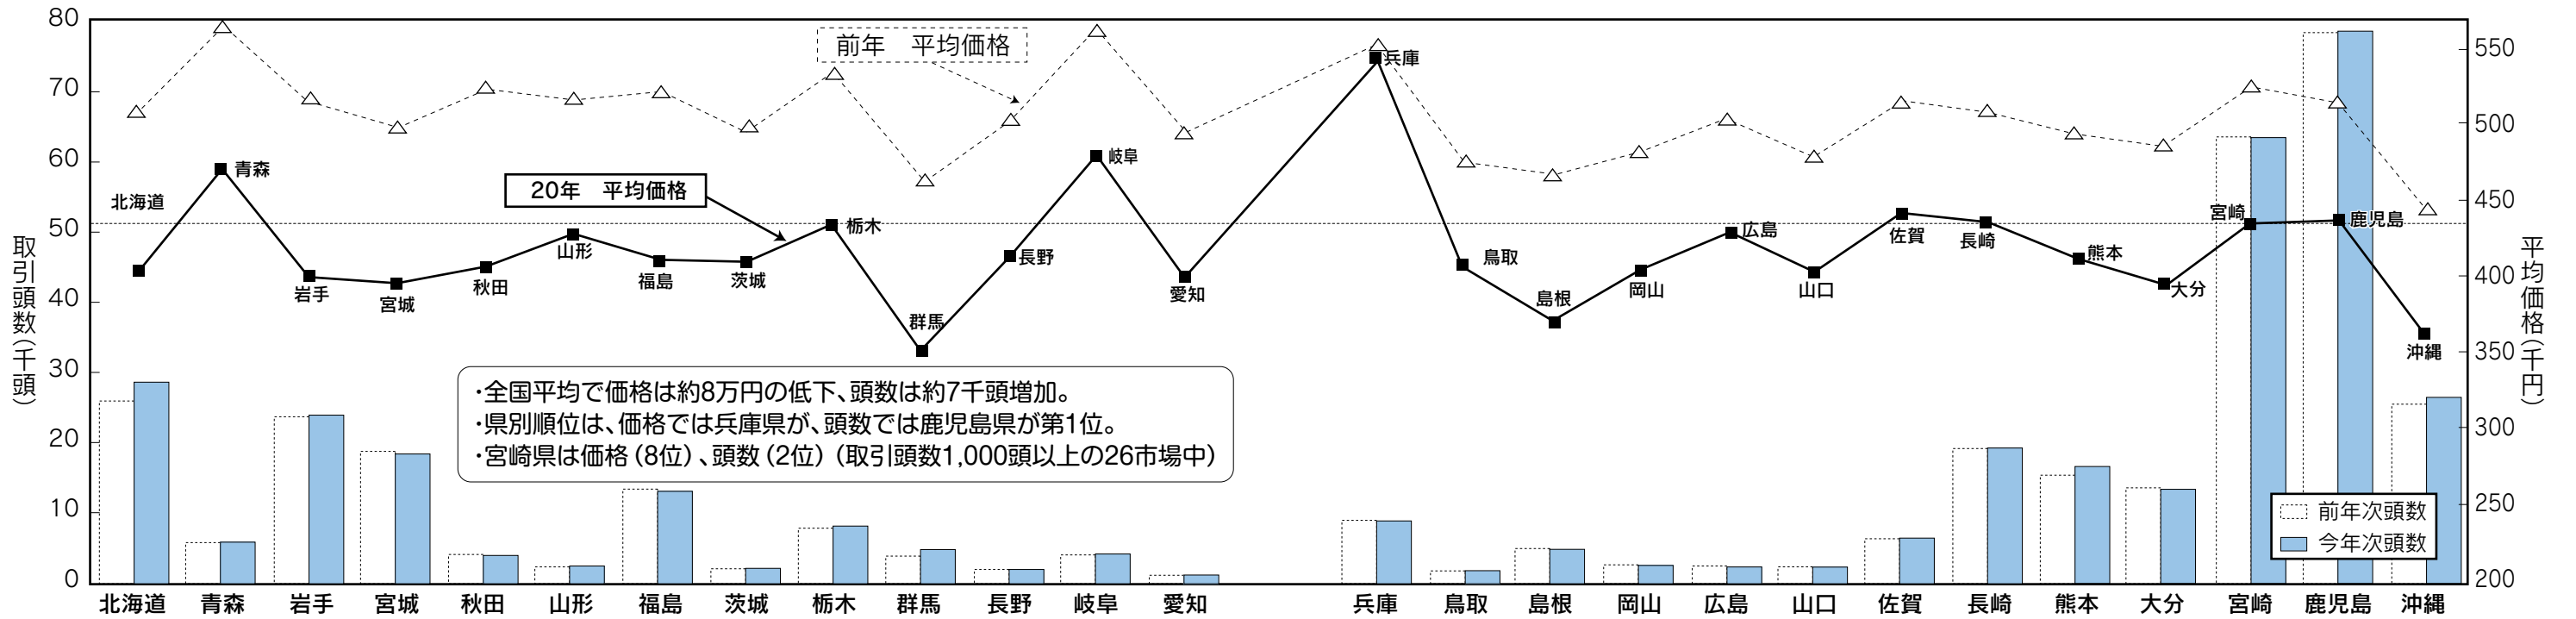 80
70
60
50
40
30
20
10
0
取引頭数(千頭)
550
500
450
400
350
300
250
200
平均価格(千円)
前年　平均価格
20年　平均価格
北海道
青森
岩手
宮城
秋田
山形
福島
茨城
栃木
群馬
長野
岐阜
愛知
兵庫
鳥取
島根
岡山
広島
山口
佐賀
長崎
熊本
大分
宮崎
鹿児島
沖縄
・全国平均で価格は約8万円の低下、頭数は約7千頭増加。
・県別順位は、価格では兵庫県が、頭数では鹿児島県が第1位。
・宮崎県は価格（8位）、頭数（2位）（取引頭数1,000頭以上の26市場中）
前年次頭数
今年次頭数
北海道 青森 岩手 宮城 秋田 山形 福島 茨城 栃木 群馬 長野 岐阜 愛知 兵庫 鳥取 島根 岡山 広島 山口 佐賀 長崎 熊本 大分 宮崎 鹿児島 沖縄